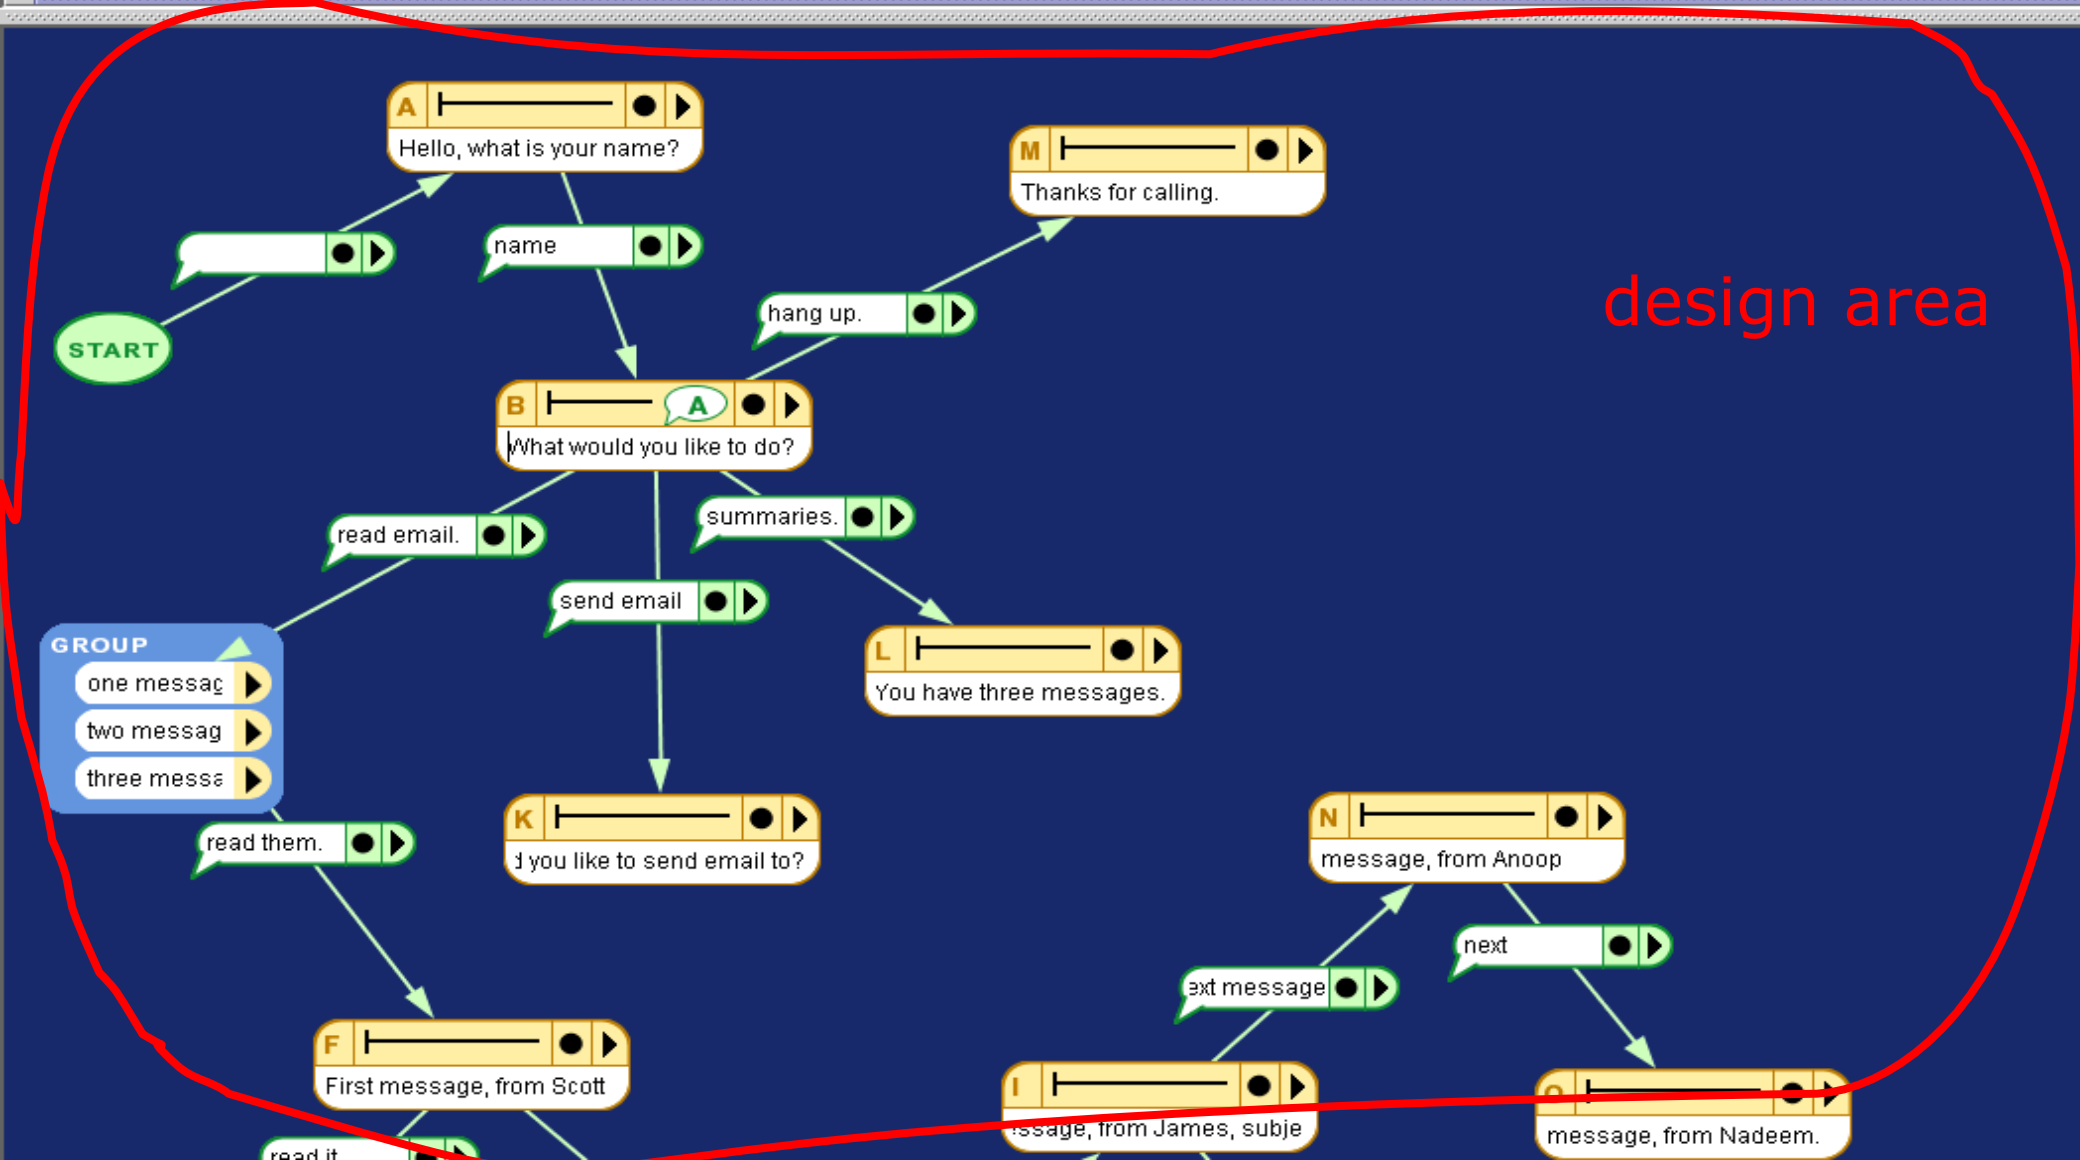 A
Hello, what is your name?
M
Thanks for calling.
name
hang up.
design area
START
B
A
What would you like to do?
read email.
summaries.
send email
GROUP
one messag
two messag
three messa
L
You have three messages.
read them.
K
you like to send email to?
N
message, from Anoop
next
ext message
F
First message, from Scott
I
ssage, from James, subje
message, from Nadeem.
read it